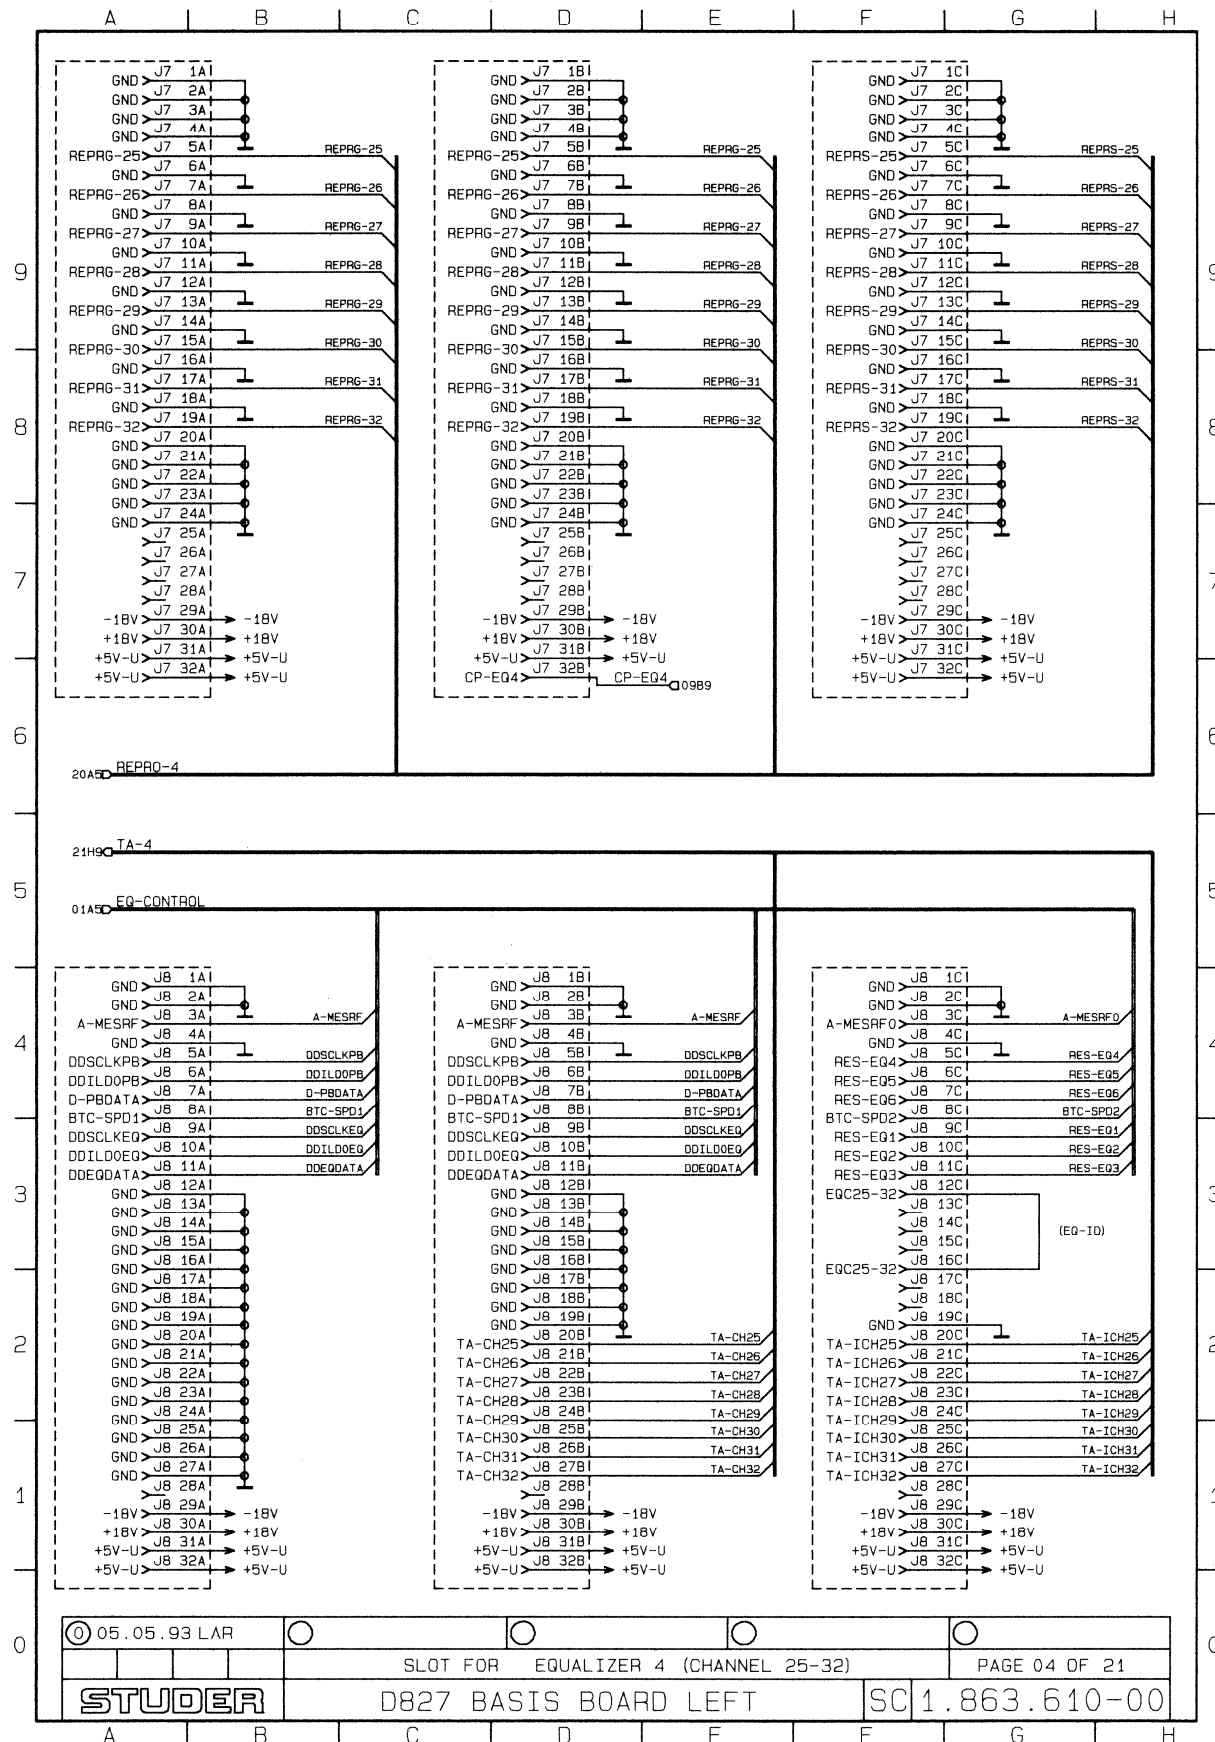 A B C D E F G H
J7 1A J7 1B J7 1C
GND GND GND
J7 2A J7 2B J7 2C
GND GND GND
J7 3A J7 3B J7 3C
GND GND GND
J7 4A J7 4B J7 4C
GND GND GND
J7 5A REPRG-25 J7 5B REPRG-25 J7 5C REPRS-25
REPRG-25 REPRG-25 REPRS-25
J7 6A J7 6B J7 6C
GND GND GND
J7 7A REPRG-26 J7 7B REPRG-26 J7 7C REPRS-26
REPRG-26 REPRG-26 REPRS-26
J7 8A J7 8B J7 8C
GND GND GND
J7 9A REPRG-27 J7 9B REPRG-27 J7 9C REPRS-27
REPRG-27 REPRG-27 REPRS-27
J7 10A J7 10B J7 10C
GND GND GND
J7 11A REPRG-28 J7 11B REPRG-28 J7 11C REPRS-28
9 REPRG-28 REPRG-28 REPRS-28 9
J7 12A J7 12B J7 12C
GND GND GND
J7 13A REPRG-29 J7 13B REPRG-29 J7 13C REPRS-29
REPRG-29 REPRG-29 REPRS-29
J7 14A J7 14B J7 14C
GND GND GND
J7 15A REPRG-30 J7 15B REPRG-30 J7 15C REPRS-30
REPRG-30 REPRG-30 REPRS-30
J7 16A J7 16B J7 16C
GND GND GND
J7 17A REPRG-31 J7 17B REPRG-31 J7 17C REPRS-31
REPRG-31 REPRG-31 REPRS-31
J7 18A J7 18B J7 18C
GND GND GND
J7 19A REPRG-32 J7 19B REPRG-32 J7 19C REPRS-32
8 REPRG-32 REPRG-32 REPRS-32 8
J7 20A J7 20B J7 20C
GND GND GND
J7 21A J7 21B J7 21C
GND GND GND
J7 22A J7 22B J7 22C
GND GND GND
J7 23A J7 23B J7 23C
GND GND GND
J7 24A J7 24B J7 24C
GND GND GND
J7 25A J7 25B J7 25C
J7 26A J7 26B J7 26C
J7 27A J7 27B J7 27C
7 7
J7 28A J7 28B J7 28C
J7 29A J7 29B J7 29C
-18V -18V -18V -18V -18V -18V
J7 30A J7 30B J7 30C
+18V +18V +18V +18V +18V +18V
J7 31A J7 31B J7 31C
+5V-U +5V-U +5V-U +5V-U +5V-U +5V-U
J7 32A J7 32B CP-EQ4 J7 32C
+5V-U +5V-U CP-EQ4 09B9 +5V-U +5V-U
6 6
20A5 REPRO-4
21H9 TA-4
5 5
01A5 EQ-CONTROL
J8 1A J8 1B J8 1C
GND GND GND
J8 2A J8 2B J8 2C
GND GND GND
J8 3A A-MESRF J8 3B A-MESRF J8 3C A-MESRFO
A-MESRF A-MESRF A-MESRFO
J8 4A J8 4B J8 4C
4 GND GND GND 4
J8 5A DDSCLKPB J8 5B DDSCLKPB J8 5C RES-EQ4
DDSCLKPB DDSCLKPB RES-EQ4
J8 6A DDILDOPB J8 6B DDILDOPB J8 6C RES-EQ5
DDILDOPB DDILDOPB RES-EQ5
J8 7A D-PBDATA J8 7B D-PBDATA J8 7C RES-EQ6
D-PBDATA D-PBDATA RES-EQ6
J8 8A BTC-SPD1 J8 8B BTC-SPD1 J8 8C BTC-SPD2
BTC-SPD1 BTC-SPD1 BTC-SPD2
J8 9A DDSCLKEQ J8 9B DDSCLKEQ J8 9C RES-EQ1
DDSCLKEQ DDSCLKEQ RES-EQ1
J8 10A DDILDOEQ J8 10B DDILDOEQ J8 10C RES-EQ2
DDILDOEQ DDILDOEQ RES-EQ2
J8 11A DDEQDATA J8 11B DDEQDATA J8 11C RES-EQ3
DDEQDATA DDEQDATA RES-EQ3
J8 12A J8 12B J8 12C
3 GND GND EQC25-32 3
J8 13A J8 13B J8 13C
GND GND
J8 14A J8 14B J8 14C
GND GND (EQ-ID)
J8 15A J8 15B J8 15C
GND GND
J8 16A J8 16B J8 16C
GND GND EQC25-32
J8 17A J8 17B J8 17C
GND GND
J8 18A J8 18B J8 18C
GND GND
J8 19A J8 19B J8 19C
GND GND GND
J8 20A J8 20B TA-CH25 J8 20C TA-ICH25
2 GND TA-CH25 TA-ICH25 2
J8 21A J8 21B TA-CH26 J8 21C TA-ICH26
GND TA-CH26 TA-ICH26
J8 22A J8 22B TA-CH27 J8 22C TA-ICH27
GND TA-CH27 TA-ICH27
J8 23A J8 23B TA-CH28 J8 23C TA-ICH28
GND TA-CH28 TA-ICH28
J8 24A J8 24B TA-CH29 J8 24C TA-ICH29
GND TA-CH29 TA-ICH29
J8 25A J8 25B TA-CH30 J8 25C TA-ICH30
GND TA-CH30 TA-ICH30
J8 26A J8 26B TA-CH31 J8 26C TA-ICH31
GND TA-CH31 TA-ICH31
J8 27A J8 27B TA-CH32 J8 27C TA-ICH32
GND TA-CH32 TA-ICH32
J8 28A J8 28B J8 28C
1 1
J8 29A J8 29B J8 29C
-18V -18V -18V -18V -18V -18V
J8 30A J8 30B J8 30C
+18V +18V +18V +18V +18V +18V
J8 31A J8 31B J8 31C
+5V-U +5V-U +5V-U +5V-U +5V-U +5V-U
J8 32A J8 32B J8 32C
+5V-U +5V-U +5V-U +5V-U +5V-U +5V-U
0 0 05.05.93 LAR 0
SLOT FOR EQUALIZER 4 (CHANNEL 25-32) PAGE 04 OF 21
STUDER D827 BASIS BOARD LEFT SC 1.863.610-00
A B C D E F G H